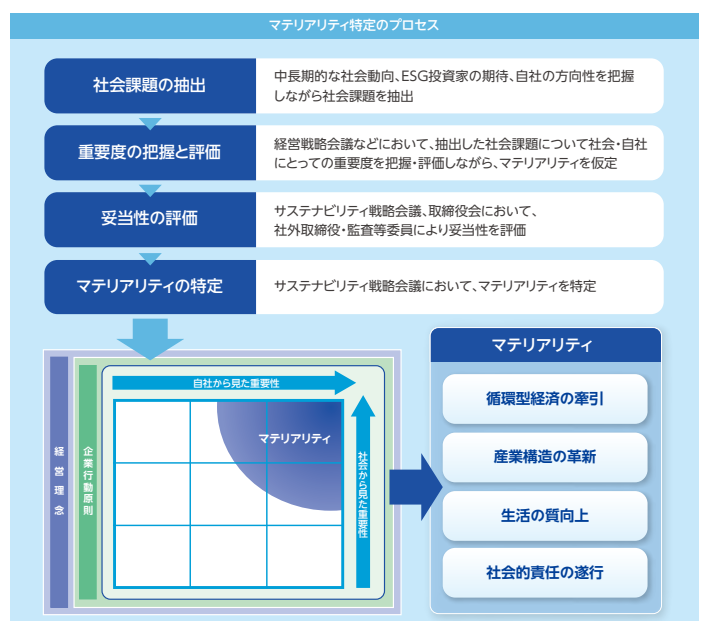 マテリアリティ特定のプロセス
社会課題の抽出
中長期的な社会動向、ESG投資家の期待、自社の方向性を把握
しながら社会課題を抽出
重要度の把握と評価
経営戦略会議などにおいて、抽出した社会課題について社会・自社
にとっての重要度を把握・評価しながら、マテリアリティを仮定
妥当性の評価
サステナビリティ戦略会議、取締役会において、
社外取締役・監査等委員により妥当性を評価
マテリアリティの特定
サステナビリティ戦略会議において、マテリアリティを特定
経営理念
企業行動原則
自社から見た重要性
マテリアリティ
社会から見た重要性
マテリアリティ
循環型経済の牽引
産業構造の革新
生活の質向上
社会的責任の遂行